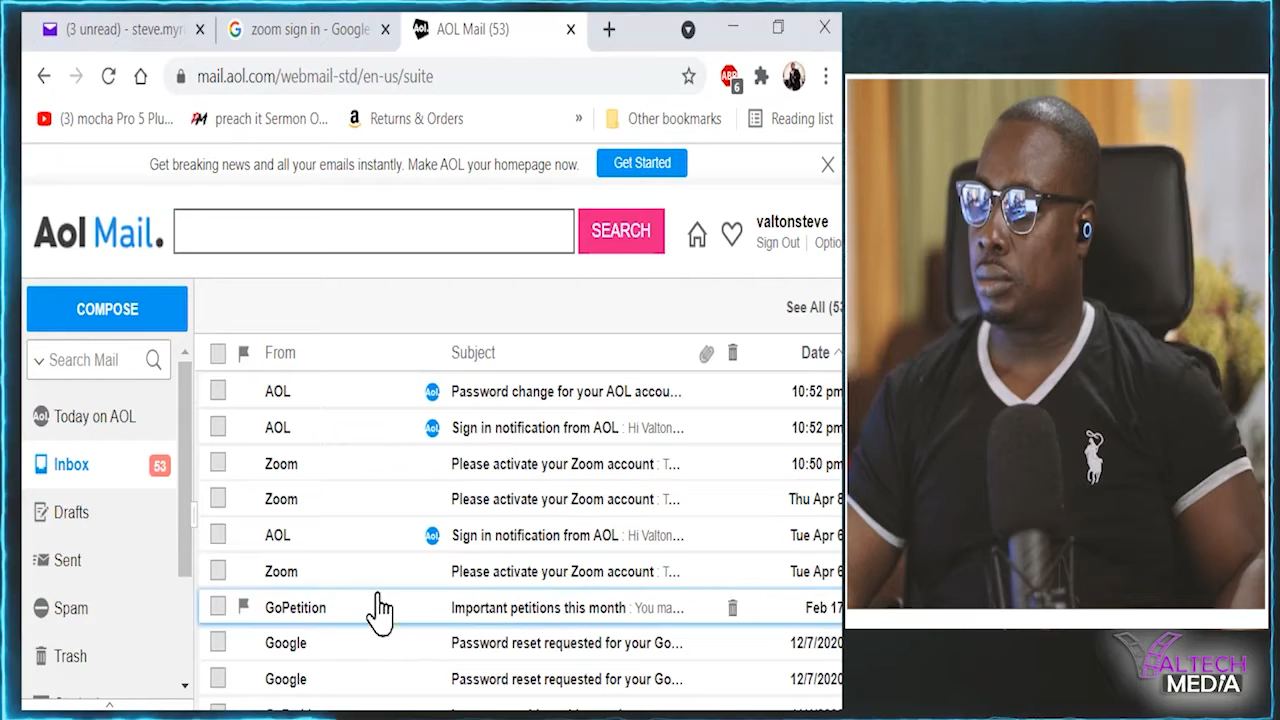 (3 unread) - steve.myr
zoom sign in - Google
AOL Mail (53)
mail.aol.com/webmail-std/en-us/suite
ABP
6
(3) mocha Pro 5 Plu...
preach it Sermon O...
Returns & Orders
»
Other bookmarks
Reading list
Get breaking news and all your emails instantly. Make AOL your homepage now.
Get Started
Aol Mail.
SEARCH
valtonsteve
Sign Out
Optio
COMPOSE
See All (53
Search Mail
From
Subject
Date
Today on AOL
Inbox
53
Drafts
Sent
Spam
Trash
AOL Aol Password change for your AOL accou... 10:52 pm
AOL Aol Sign in notification from AOL : Hi Valton... 10:52 pm
Zoom Please activate your Zoom account : T... 10:50 pm
Zoom Please activate your Zoom account : T... Thu Apr 8
AOL Aol Sign in notification from AOL : Hi Valton... Tue Apr 6
Zoom Please activate your Zoom account : T... Tue Apr 6
GoPetition Important petitions this month : You ma... Feb 17
Google Password reset requested for your Go... 12/7/2020
Google Password reset requested for your Go... 12/7/2020
VALTECH
MEDIA